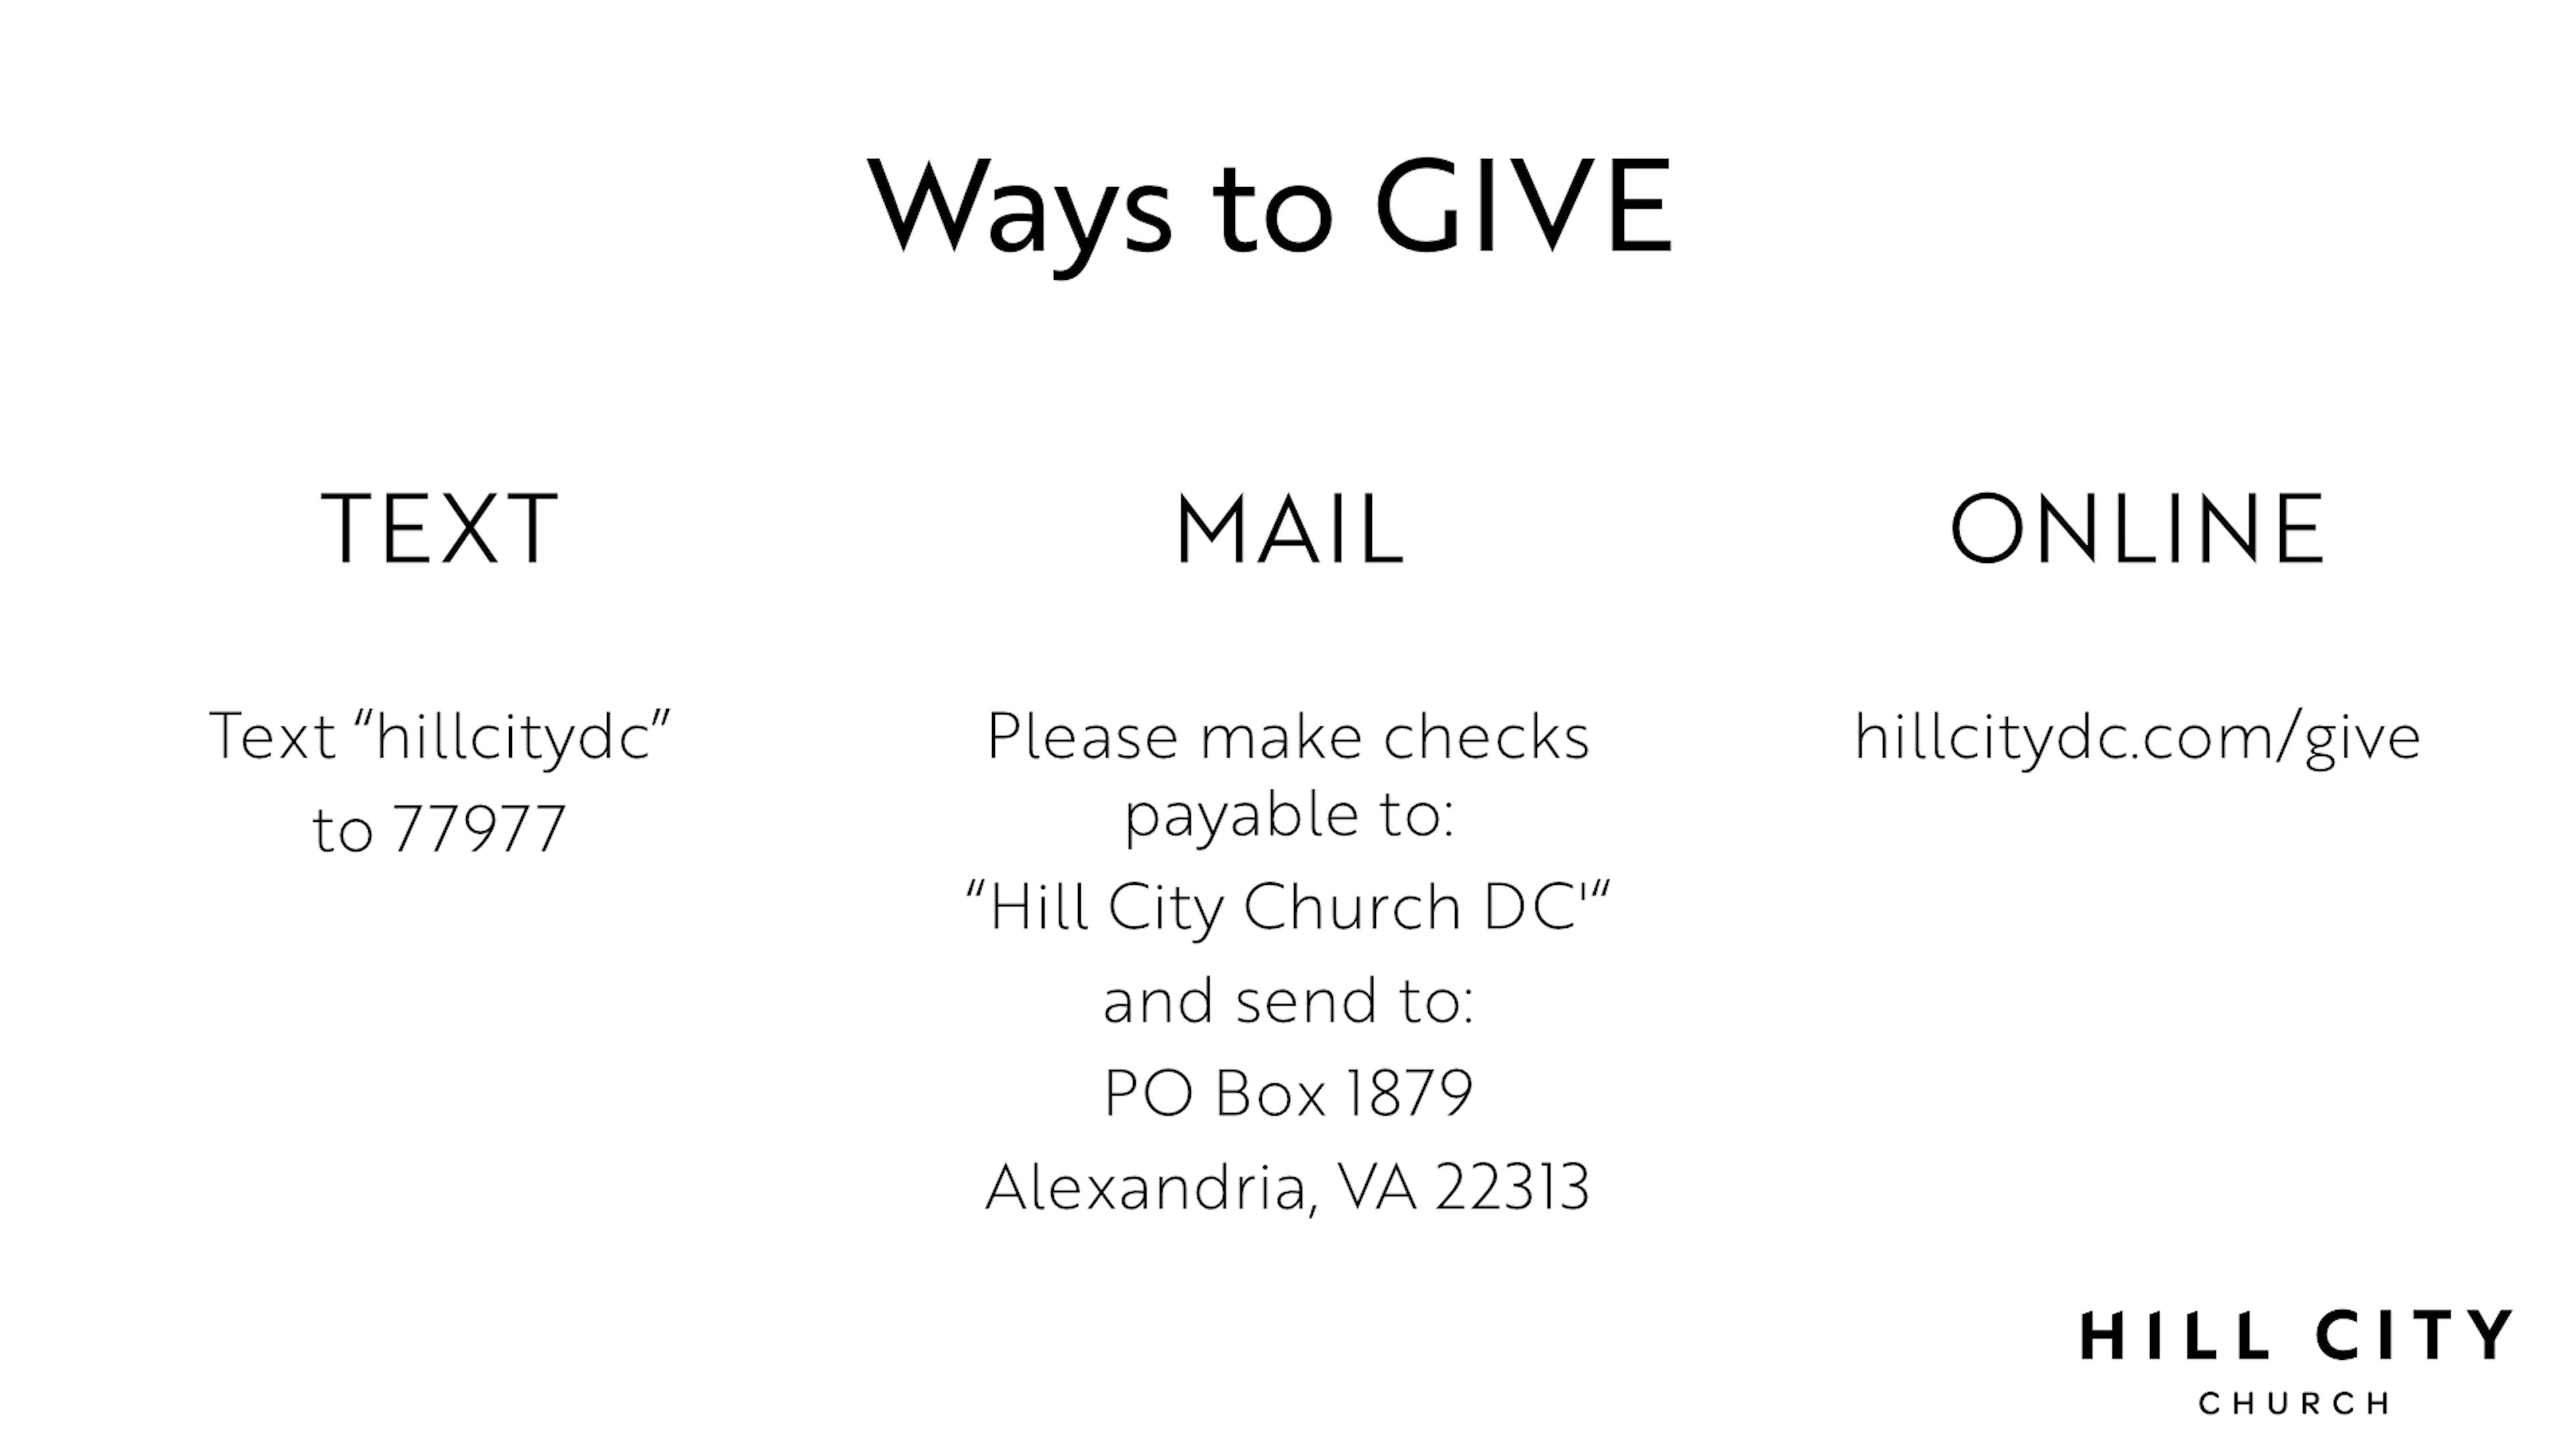 Ways to GIVE
TEXT
Text “hillcitydc”
to 77977
MAIL
Please make checks
payable to:
“Hill City Church DC'“
and send to:
PO Box 1879
Alexandria, VA 22313
ONLINE
hillcitydc.com/give
HILL CITY
CHURCH